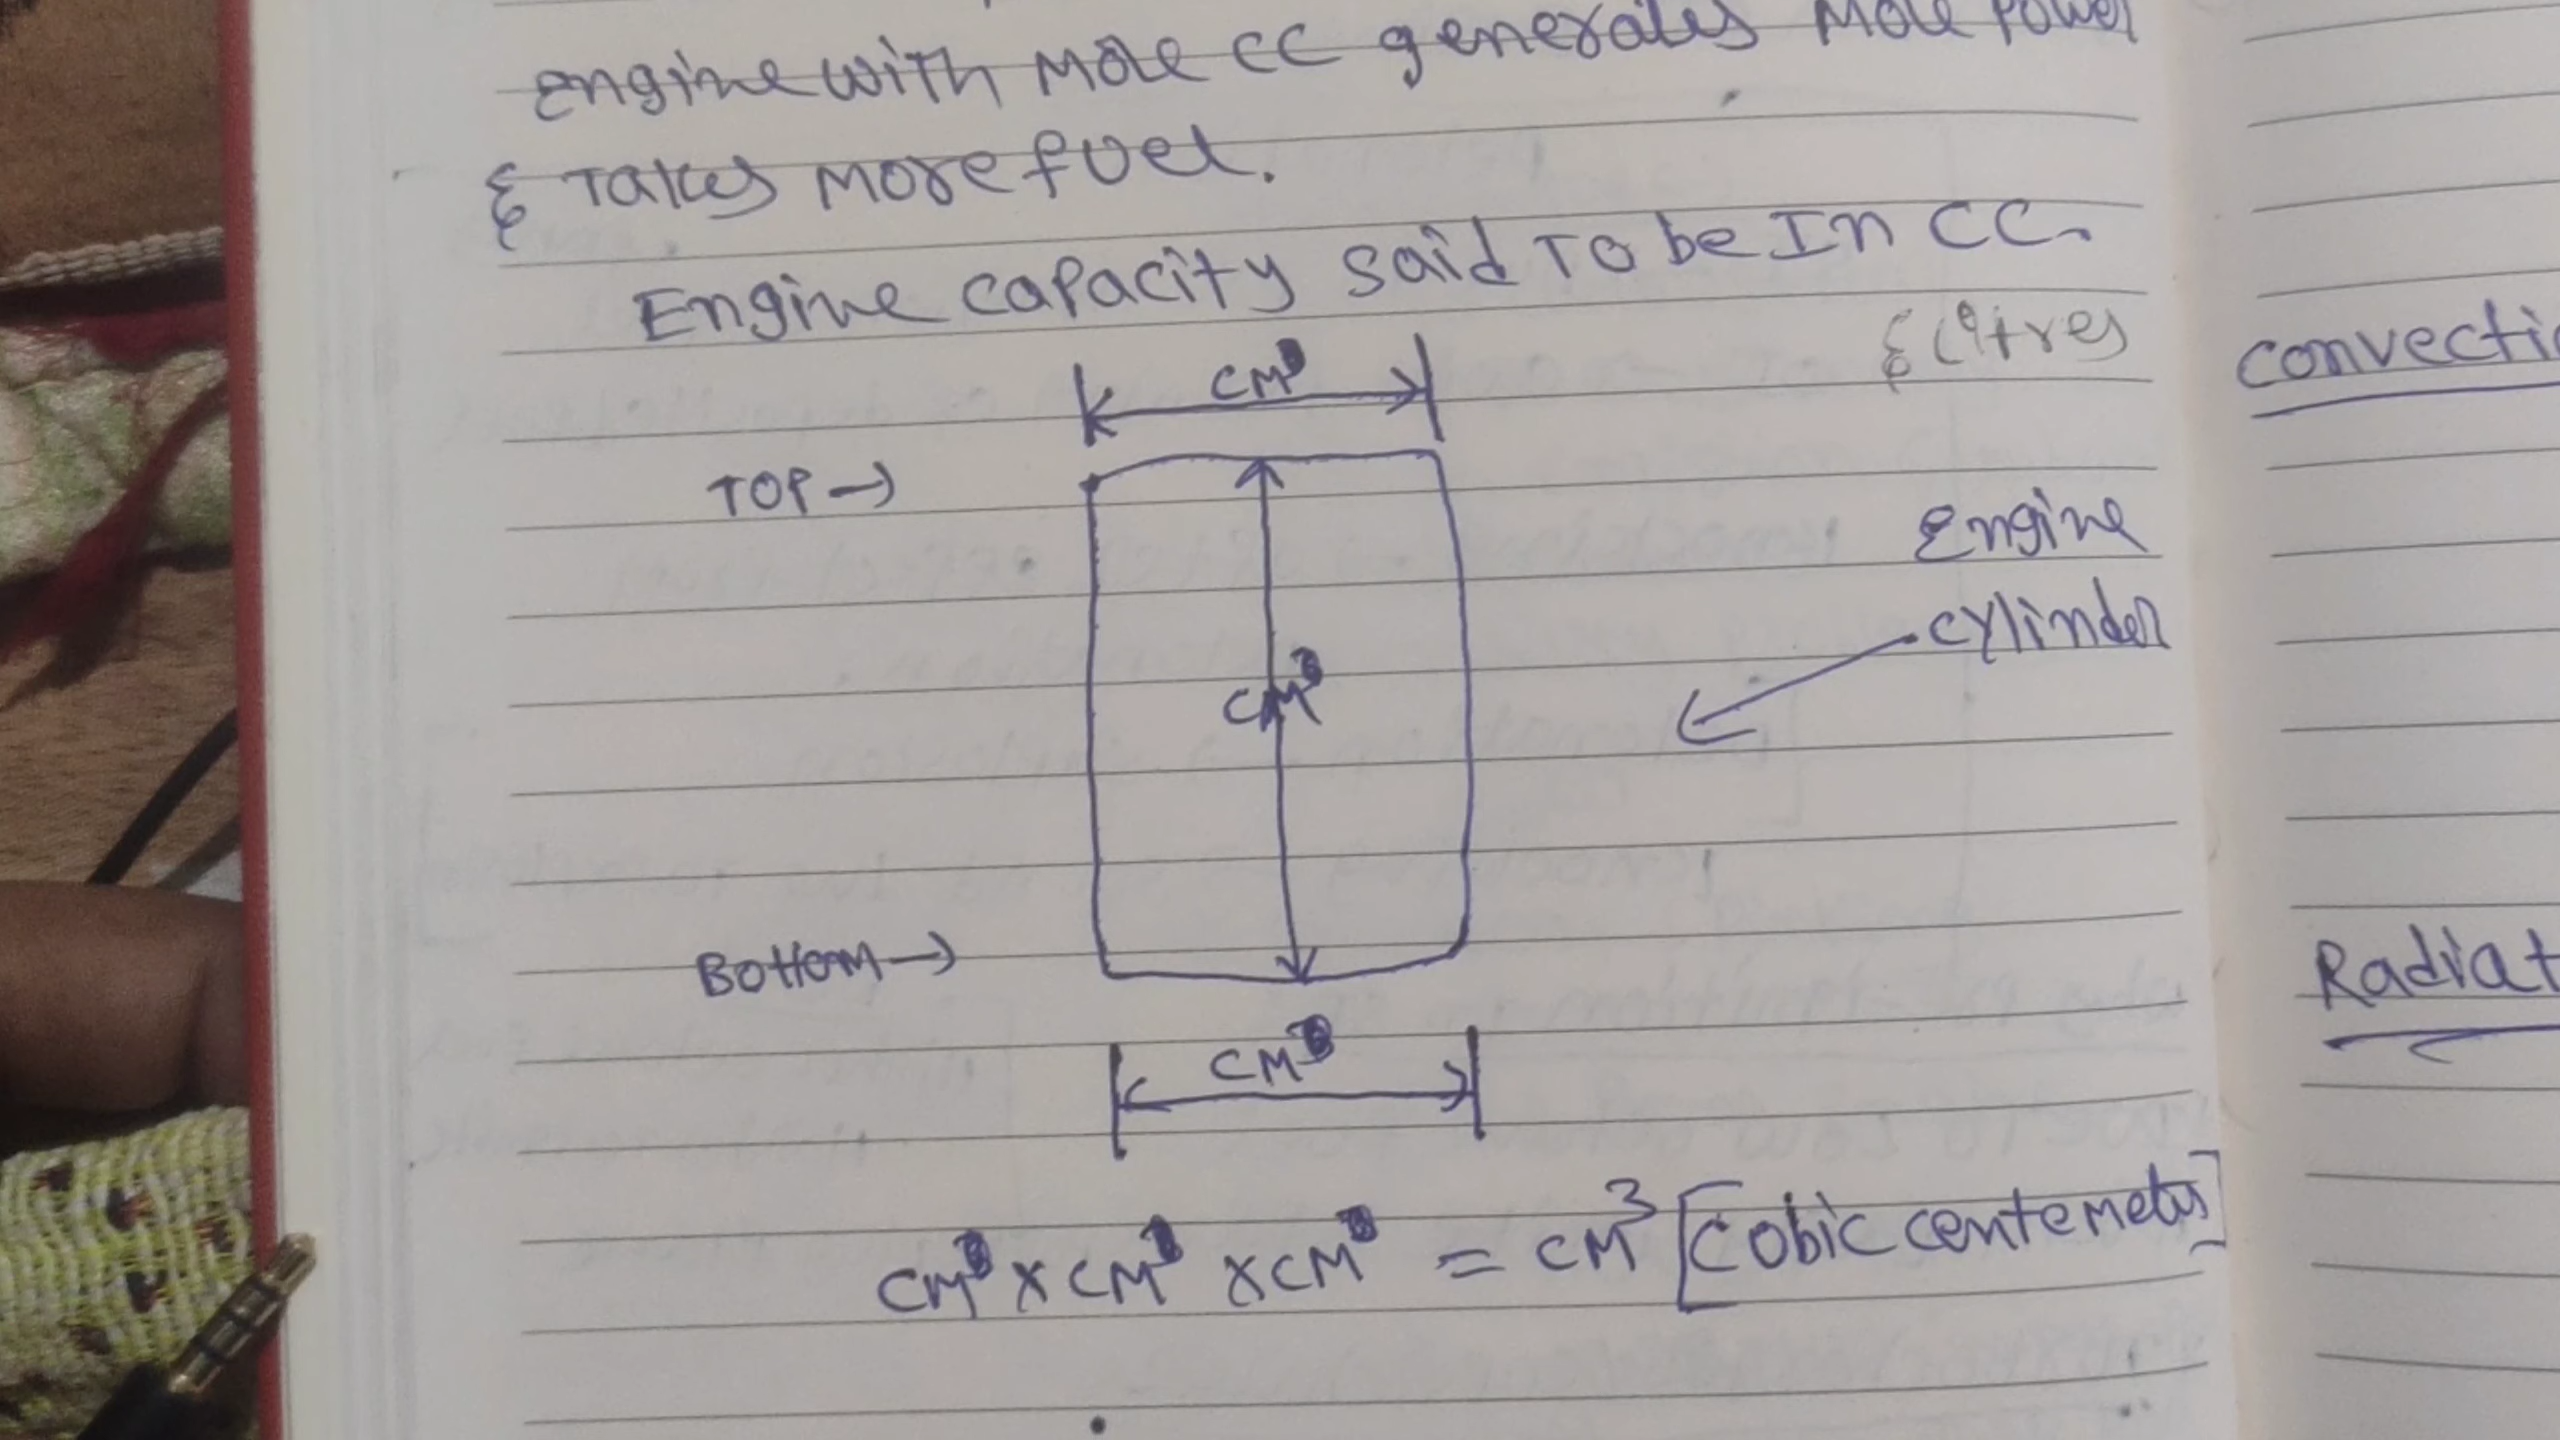 engine with more CC generates more power
& Takes more fuel.
Engine capacity said To be In CC.
& Litres
CM
TOP →
Engine
cylinder
CM
Bottom →
CM
CM x CM x CM = CM³ [Cobic centemeters]
convecti
Radiat